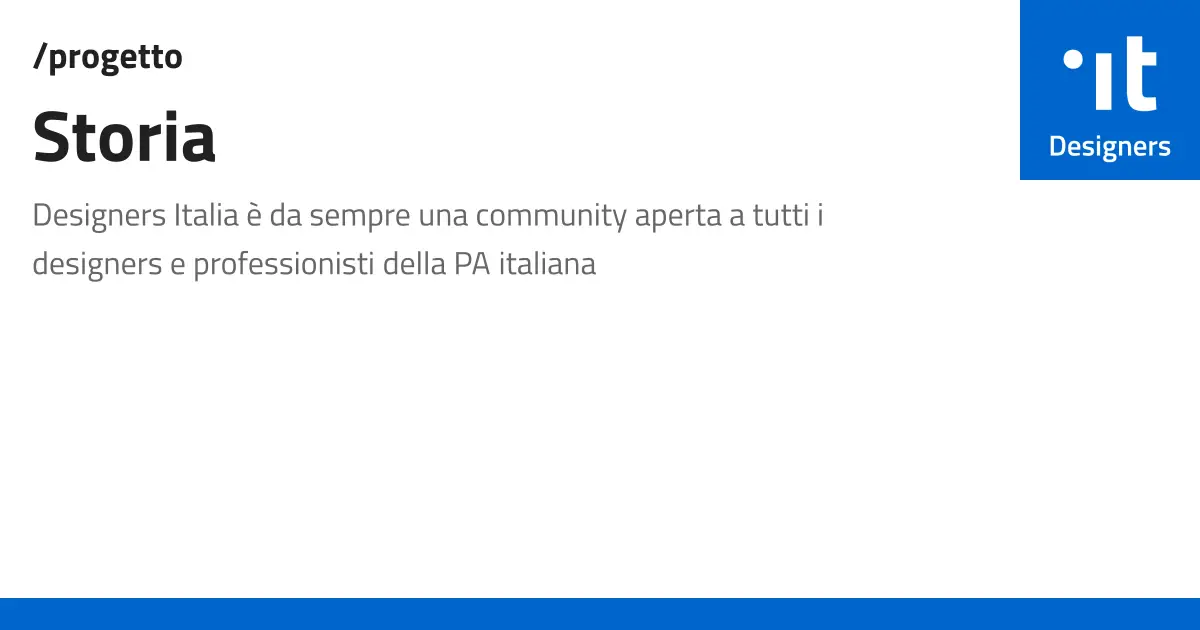 /progetto
Storia
Designers Italia è da sempre una community aperta a tutti i
designers e professionisti della PA italiana
it
Designers